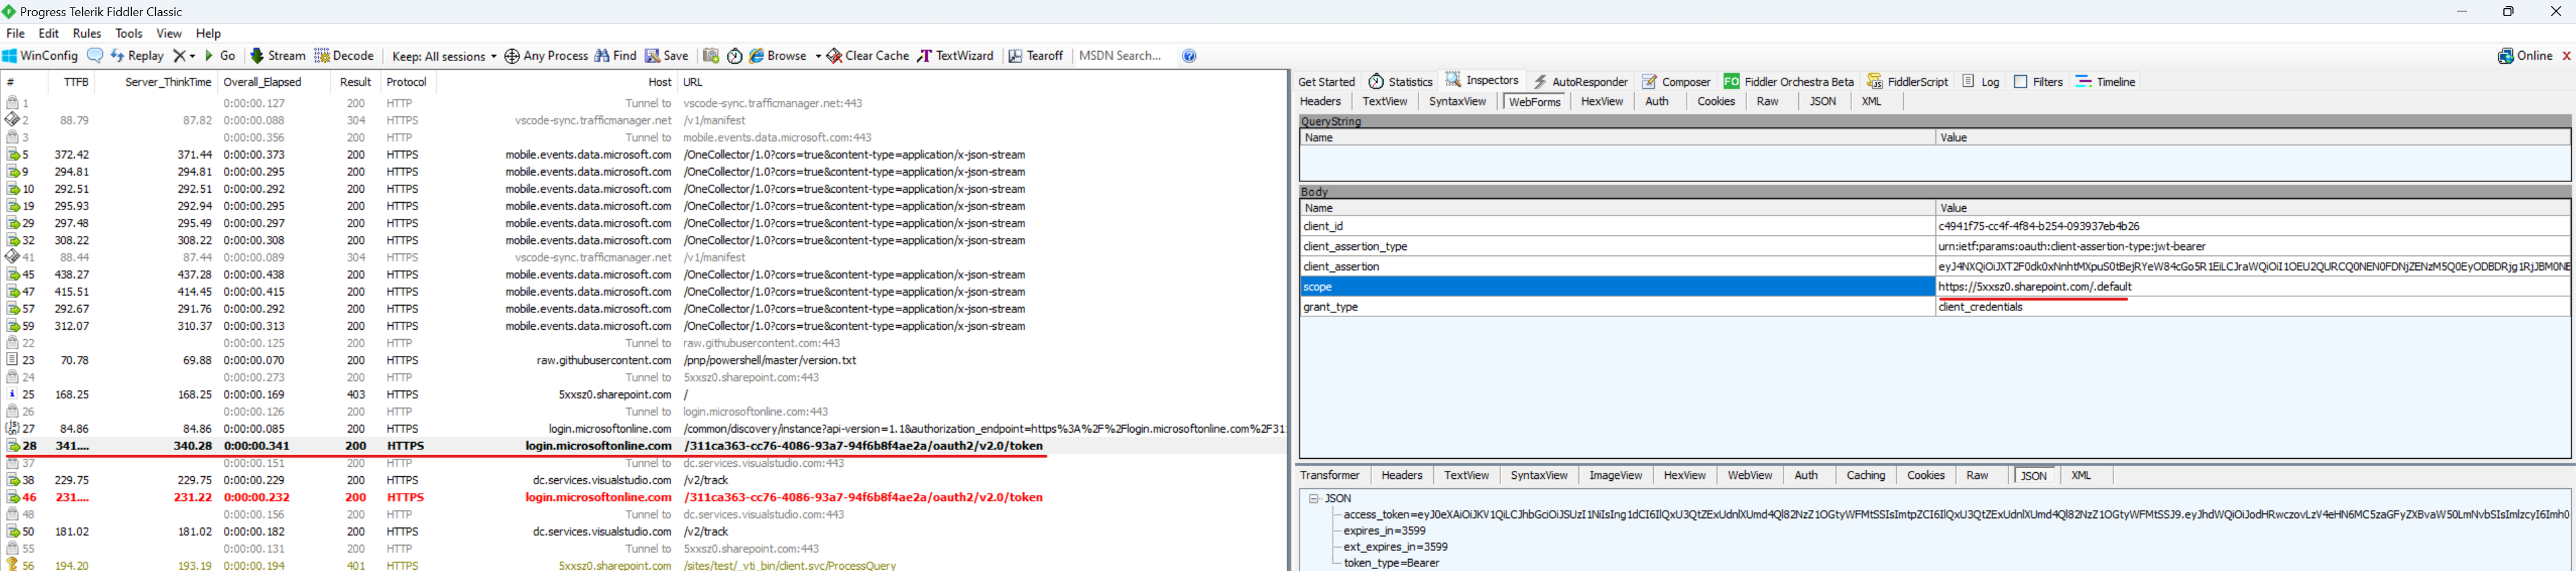 Progress Telerik Fiddler Classic
File Edit Rules Tools View Help
WinConfig Replay Go Stream Decode Keep: All sessions Any Process Find Save Browse Clear Cache TextWizard Tearoff MSDN Search... Online
# TTFB Server_ThinkTime Overall_Elapsed Result Protocol Host URL
1 0:00:00.127 200 HTTP Tunnel to vscode-sync.trafficmanager.net:443
2 88.79 87.82 0:00:00.088 304 HTTPS vscode-sync.trafficmanager.net /v1/manifest
3 0:00:00.356 200 HTTP Tunnel to mobile.events.data.microsoft.com:443
5 372.42 371.44 0:00:00.373 200 HTTPS mobile.events.data.microsoft.com /OneCollector/1.0?cors=true&content-type=application/x-json-stream
9 294.81 294.81 0:00:00.295 200 HTTPS mobile.events.data.microsoft.com /OneCollector/1.0?cors=true&content-type=application/x-json-stream
10 292.51 292.51 0:00:00.292 200 HTTPS mobile.events.data.microsoft.com /OneCollector/1.0?cors=true&content-type=application/x-json-stream
19 295.93 292.94 0:00:00.295 200 HTTPS mobile.events.data.microsoft.com /OneCollector/1.0?cors=true&content-type=application/x-json-stream
29 297.48 295.49 0:00:00.297 200 HTTPS mobile.events.data.microsoft.com /OneCollector/1.0?cors=true&content-type=application/x-json-stream
32 308.22 308.22 0:00:00.308 200 HTTPS mobile.events.data.microsoft.com /OneCollector/1.0?cors=true&content-type=application/x-json-stream
41 88.44 87.44 0:00:00.089 304 HTTPS vscode-sync.trafficmanager.net /v1/manifest
45 438.27 437.28 0:00:00.438 200 HTTPS mobile.events.data.microsoft.com /OneCollector/1.0?cors=true&content-type=application/x-json-stream
47 415.51 414.45 0:00:00.415 200 HTTPS mobile.events.data.microsoft.com /OneCollector/1.0?cors=true&content-type=application/x-json-stream
57 292.67 291.76 0:00:00.292 200 HTTPS mobile.events.data.microsoft.com /OneCollector/1.0?cors=true&content-type=application/x-json-stream
59 312.07 310.37 0:00:00.313 200 HTTPS mobile.events.data.microsoft.com /OneCollector/1.0?cors=true&content-type=application/x-json-stream
22 0:00:00.125 200 HTTP Tunnel to raw.githubusercontent.com:443
23 70.78 69.88 0:00:00.070 200 HTTPS raw.githubusercontent.com /pnp/powershell/master/version.txt
24 0:00:00.273 200 HTTP Tunnel to 5xxsz0.sharepoint.com:443
25 168.25 168.25 0:00:00.169 403 HTTPS 5xxsz0.sharepoint.com /
26 0:00:00.126 200 HTTP Tunnel to login.microsoftonline.com:443
27 84.86 84.86 0:00:00.085 200 HTTPS login.microsoftonline.com /common/discovery/instance?api-version=1.1&authorization_endpoint=https%3A%2F%2Flogin.microsoftonline.com%2F31
28 341.... 340.28 0:00:00.341 200 HTTPS login.microsoftonline.com /311ca363-cc76-4086-93a7-94f6b8f4ae2a/oauth2/v2.0/token
37 0:00:00.151 200 HTTP Tunnel to dc.services.visualstudio.com:443
38 229.75 229.75 0:00:00.229 200 HTTPS dc.services.visualstudio.com /v2/track
46 231.... 231.22 0:00:00.232 200 HTTPS login.microsoftonline.com /311ca363-cc76-4086-93a7-94f6b8f4ae2a/oauth2/v2.0/token
48 0:00:00.156 200 HTTP Tunnel to dc.services.visualstudio.com:443
50 181.02 181.02 0:00:00.182 200 HTTPS dc.services.visualstudio.com /v2/track
55 0:00:00.131 200 HTTP Tunnel to 5xxsz0.sharepoint.com:443
56 194.20 193.19 0:00:00.194 401 HTTPS 5xxsz0.sharepoint.com /sites/test/_vti_bin/client.svc/ProcessQuery
Get Started Statistics Inspectors AutoResponder Composer FO Fiddler Orchestra Beta FiddlerScript Log Filters Timeline
Headers TextView SyntaxView WebForms HexView Auth Cookies Raw JSON XML
QueryString
Name Value
Body
Name Value
client_id c4941f75-cc4f-4f84-b254-093937eb4b26
client_assertion_type urn:ietf:params:oauth:client-assertion-type:jwt-bearer
client_assertion
scope https://5xxsz0.sharepoint.com/.default
grant_type client_credentials
Transformer Headers TextView SyntaxView ImageView HexView WebView Auth Caching Cookies Raw JSON XML
JSON
expires_in=3599
ext_expires_in=3599
token_type=Bearer